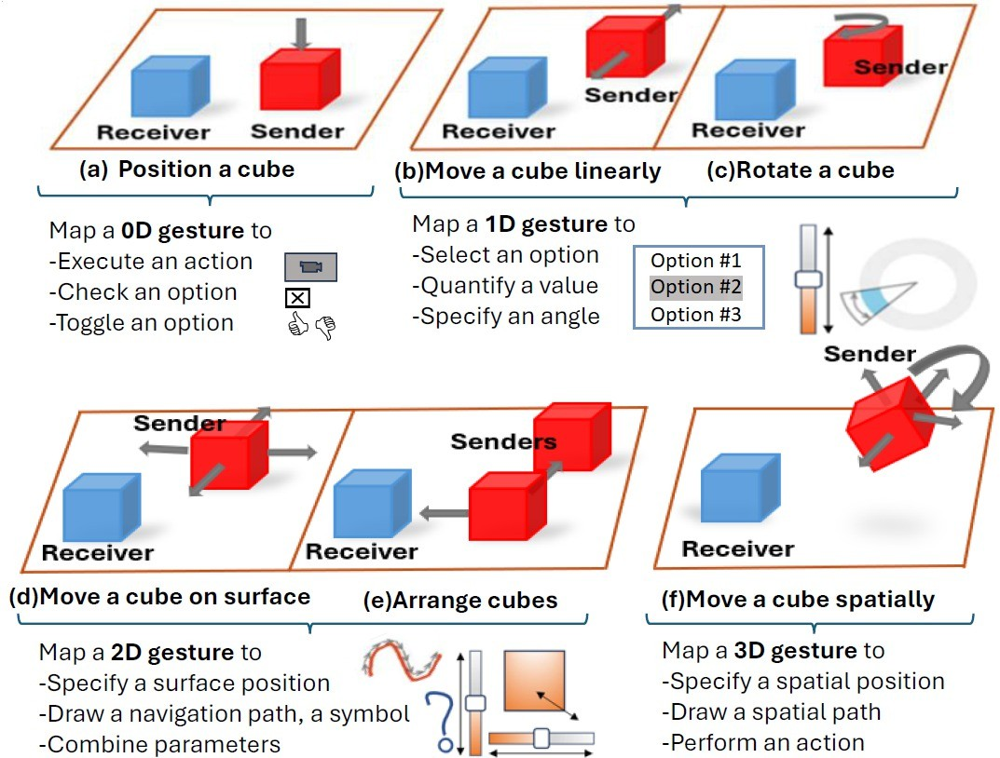 Receiver
Sender
(a) Position a cube
Sender
Receiver
(b)Move a cube linearly
Sender
Receiver
(c)Rotate a cube
Map a 0D gesture to
-Execute an action
-Check an option
-Toggle an option
Map a 1D gesture to
-Select an option
-Quantify a value
-Specify an angle
Option #1
Option #2
Option #3
Sender
Receiver
(d)Move a cube on surface
Senders
Receiver
(e)Arrange cubes
Sender
Receiver
(f)Move a cube spatially
Map a 2D gesture to
-Specify a surface position
-Draw a navigation path, a symbol
-Combine parameters
Map a 3D gesture to
-Specify a spatial position
-Draw a spatial path
-Perform an action